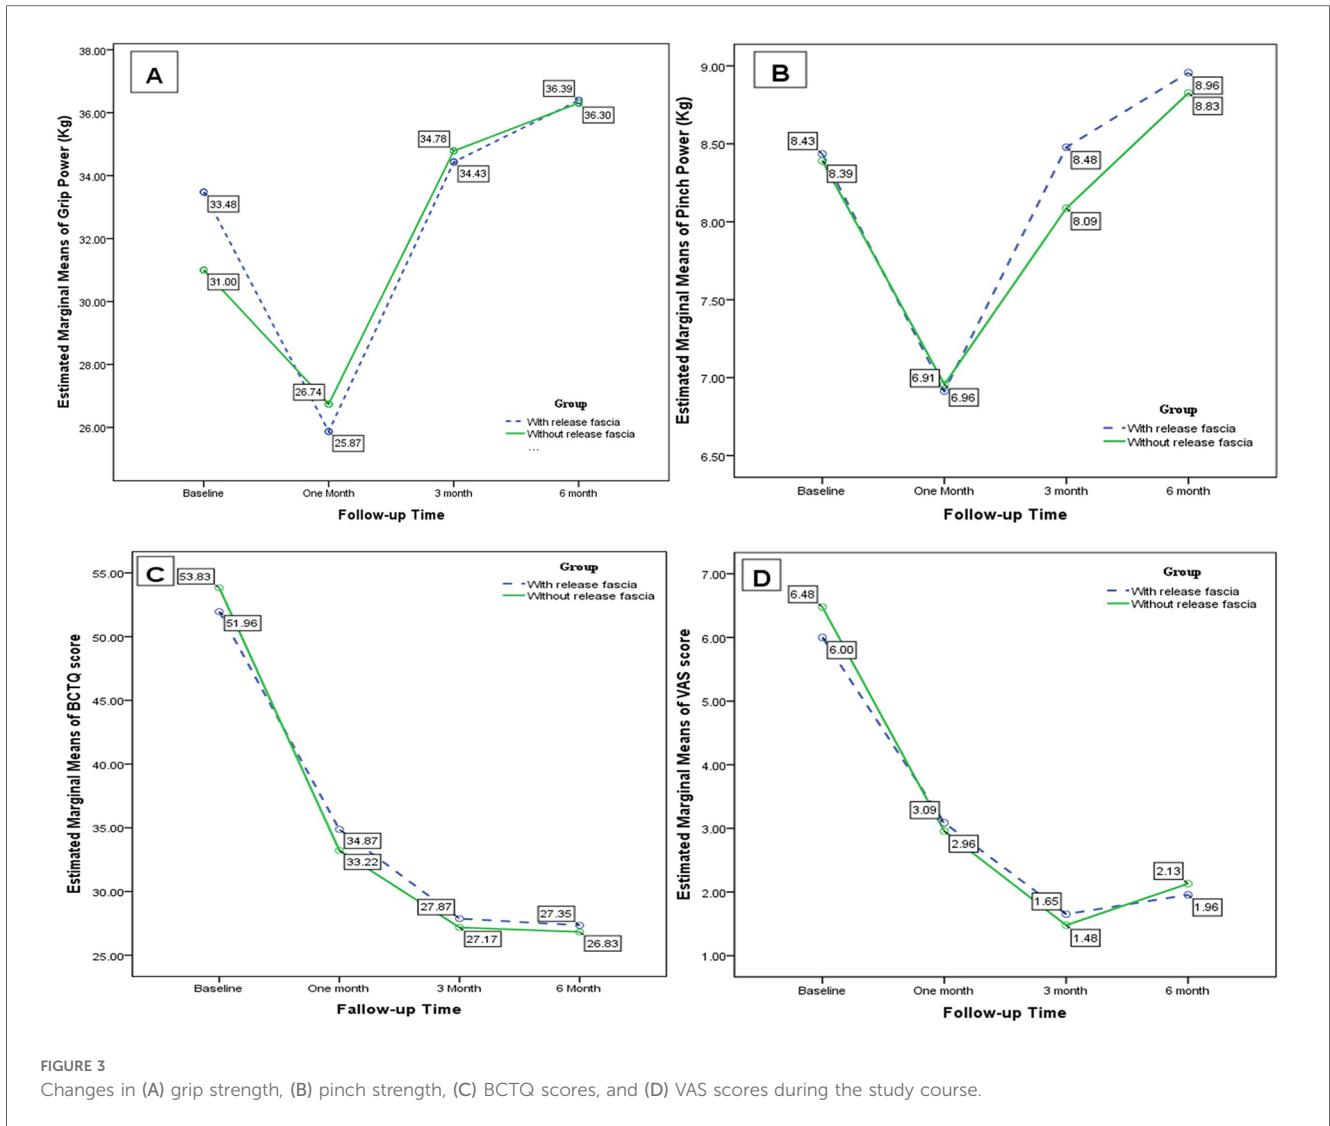 A
Estimated Marginal Means of Grip Power (Kg)
38.00
36.00
34.00
32.00
30.00
28.00
26.00
33.48
31.00
26.74
25.87
34.78
34.43
36.39
36.30
Group
With release fascia
Without release fascia
...
Baseline
One Month
3 month
6 month
Follow-up Time
B
Estimated Marginal Means of Pinch Power (Kg)
9.00
8.50
8.00
7.50
7.00
6.50
8.43
8.39
6.91
6.96
8.48
8.09
8.96
8.83
Group
With release fascia
Without release fascia
Baseline
One Month
3 month
6 month
Follow-up Time
C
Estimated Marginal Means of BCTQ score
55.00
50.00
45.00
40.00
35.00
30.00
25.00
53.83
51.96
34.87
33.22
27.87
27.17
27.35
26.83
Group
With release fascia
Without release fascia
Baseline
One month
3 Month
6 Month
Fallow-up Time
D
Estimated Marginal Means of VAS score
7.00
6.00
5.00
4.00
3.00
2.00
1.00
6.48
6.00
3.09
2.96
1.65
1.48
2.13
1.96
Group
With release fascia
Without release fascia
Baseline
One month
3 month
6 month
Follow-up Time
FIGURE 3
Changes in (A) grip strength, (B) pinch strength, (C) BCTQ scores, and (D) VAS scores during the study course.